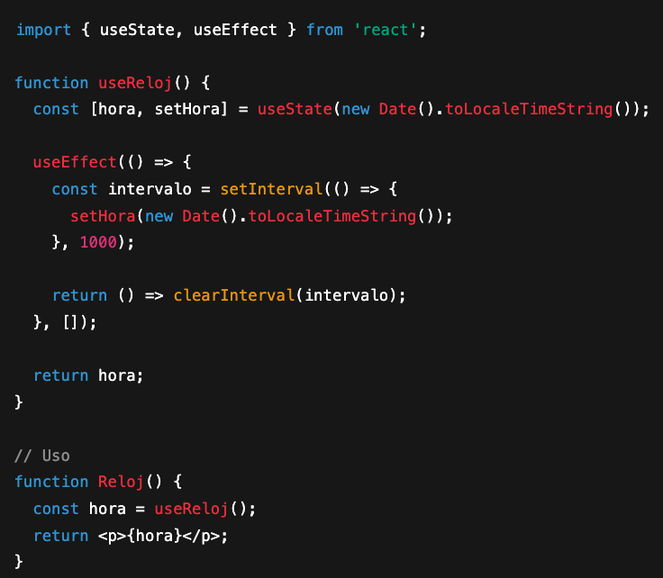 import { useState, useEffect } from 'react';

function useReloj() {
  const [hora, setHora] = useState(new Date().toLocaleTimeString());

  useEffect(() => {
    const intervalo = setInterval(() => {
      setHora(new Date().toLocaleTimeString());
    }, 1000);

    return () => clearInterval(intervalo);
  }, []);

  return hora;
}

// Uso
function Reloj() {
  const hora = useReloj();
  return <p>{hora}</p>;
}